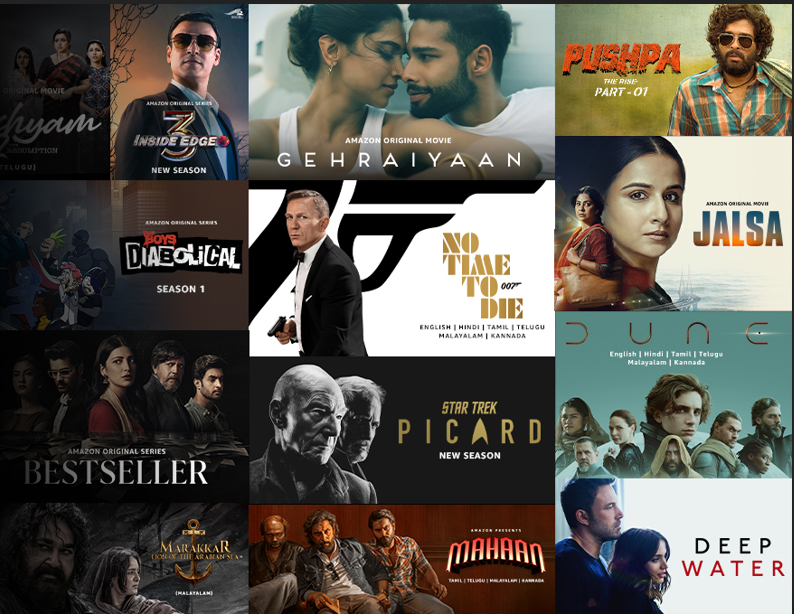 ORIGINAL MOVIE
hyam
(TELUGU)
AMAZON ORIGINAL SERIES
3
INSIDE EDGE
NEW SEASON
AMAZON ORIGINAL MOVIE
GEHRAIYAAN
PUSHPA
THE RISE
PART-01
AMAZON ORIGINAL SERIES
THE BOYS
DIABOLICAL
SEASON 1
NO
TIME
TO
DIE
007
ENGLISH | HINDI | TAMIL | TELUGU
MALAYALAM | KANNADA
AMAZON ORIGINAL MOVIE
JALSA
DUNE
English | Hindi | Tamil | Telugu
Malayalam | Kannada
AMAZON ORIGINAL SERIES
BESTSELLER
STAR TREK
PICARD
NEW SEASON
MARAKKAR
LION OF THE ARABIAN SEA
(MALAYALAM)
AMAZON PRESENTS
MAHAAN
TAMIL | TELUGU | MALAYALAM | KANNADA
DEEP
WATER